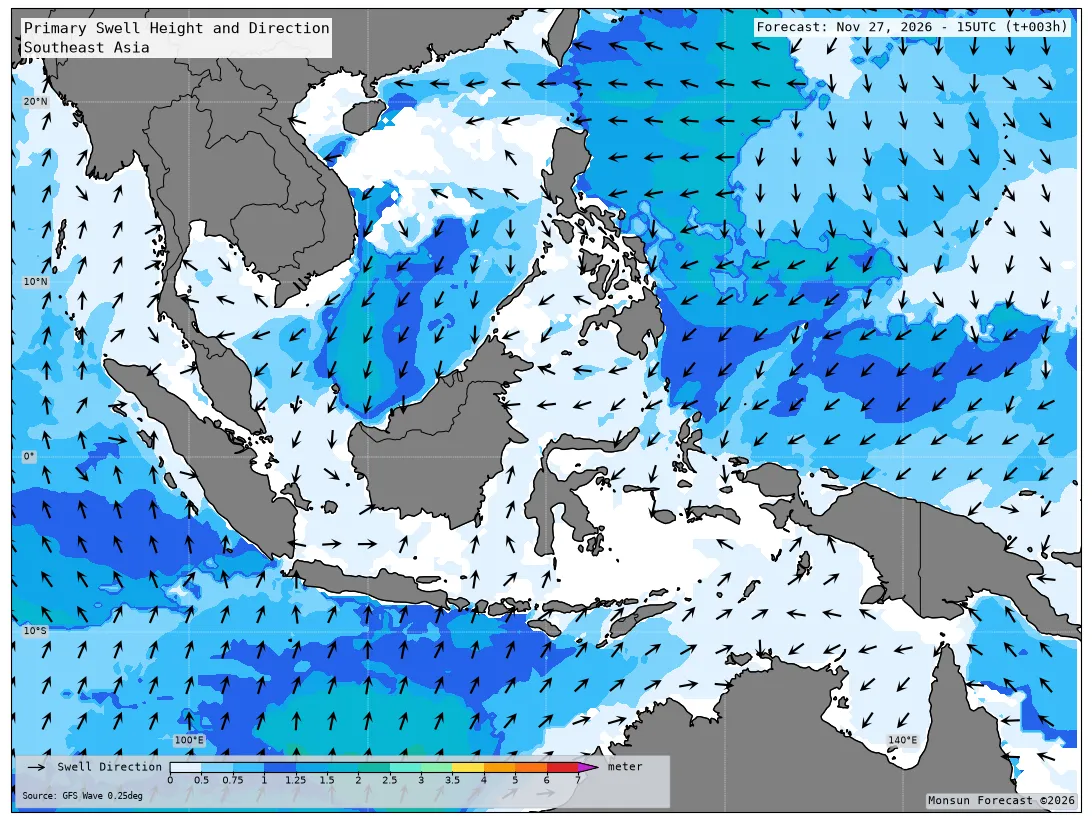 Primary Swell Height and Direction
Southeast Asia
Forecast: Nov 27, 2026 - 15UTC (t+003h)
20°N
10°N
0°
10°S
100°E
140°E
Swell Direction
meter
0 0.5 0.75 1 1.25 1.5 2 2.5 3 3.5 4 5 6 7
Source: GFS Wave 0.25deg
Monsun Forecast ©2026